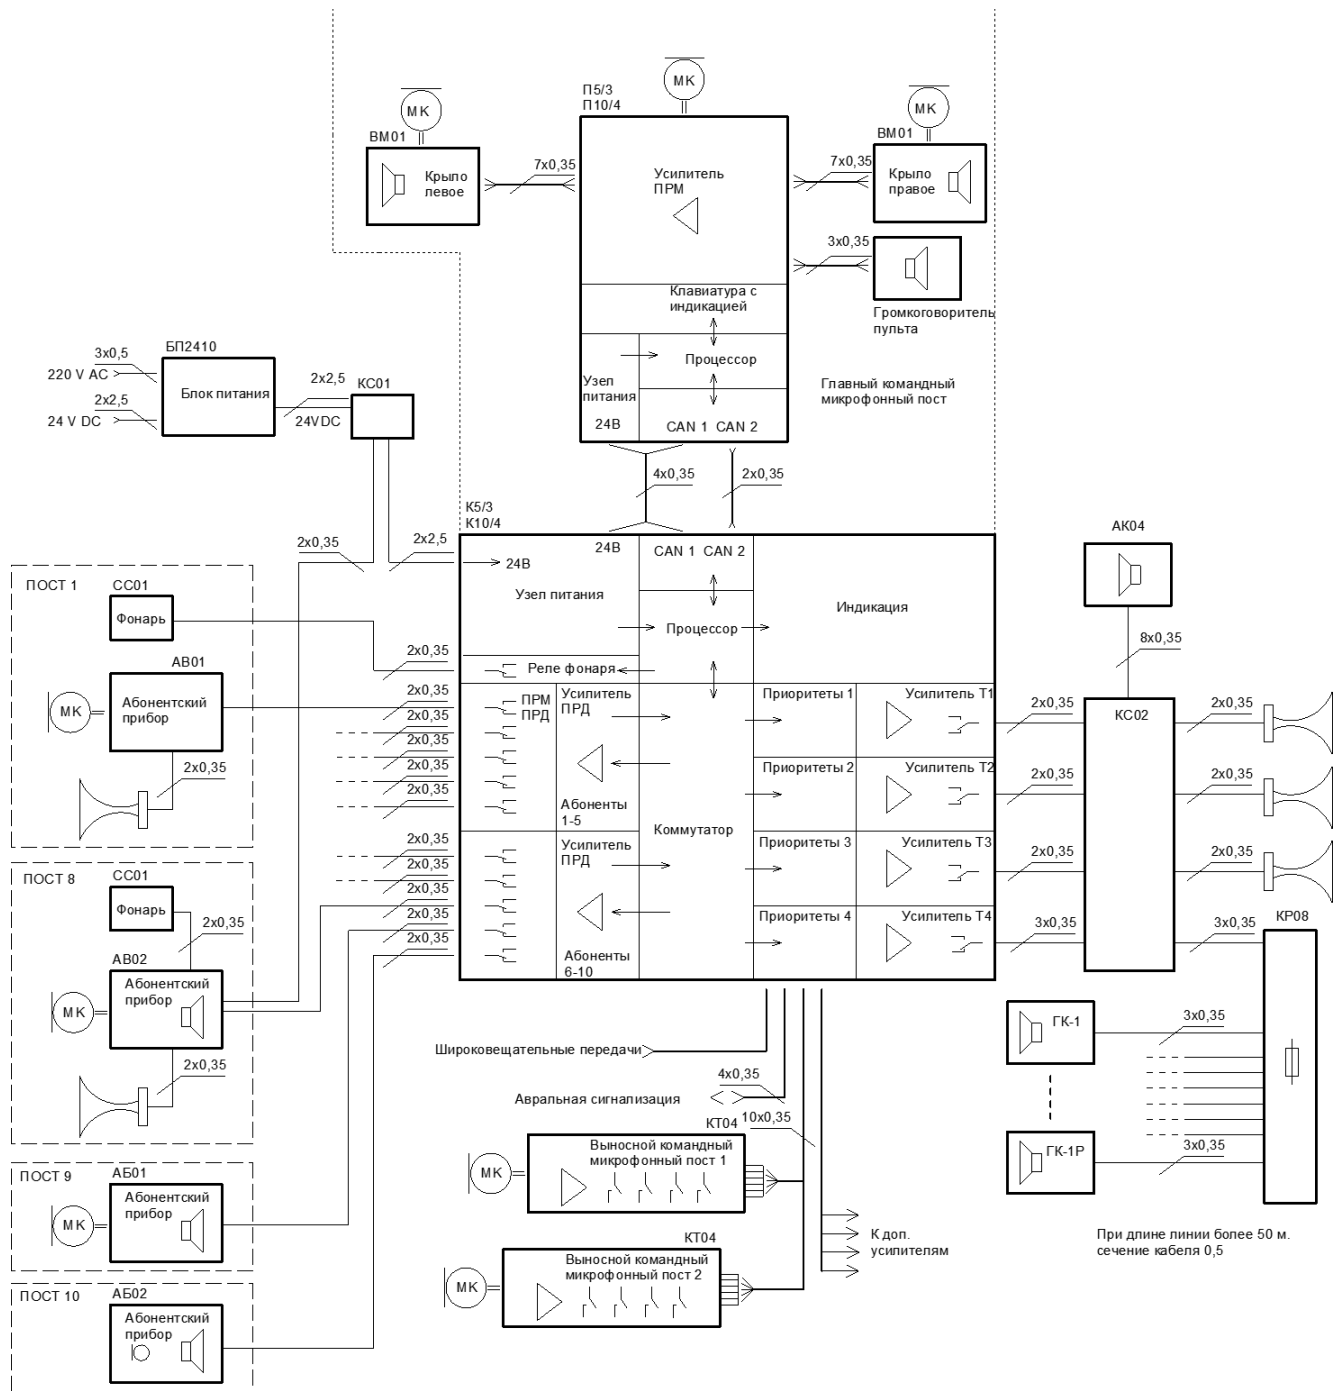 МК
П5/3
П10/4
МК
ВМ01
Крыло
левое
7х0,35
Усилитель
ПРМ
МК
ВМ01
7х0,35
Крыло
правое
3х0,35
Громкоговоритель
пульта
Клавиатура с
индикацией
Процессор
Узел
питания
24В
CAN 1 CAN 2
Главный командный
микрофонный пост
БП2410
3х0,5
220 V AC
2х2,5
24 V DC
Блок питания
2х2,5
24VDC
КС01
4х0,35
2х0,35
К5/3
К10/4
2х0,35
2х2,5
24В
24В
CAN 1 CAN 2
Узел питания
Процессор
Индикация
Реле фонаря
АК04
8х0,35
ПОСТ 1
СС01
Фонарь
АВ01
МК
Абонентский
прибор
2х0,35
2х0,35
2х0,35
2х0,35
2х0,35
2х0,35
2х0,35
ПРМ
ПРД
Усилитель
ПРД
Абоненты
1-5
Приоритеты 1
Усилитель Т1
2х0,35
КС02
2х0,35
Приоритеты 2
Усилитель Т2
2х0,35
2х0,35
Коммутатор
Приоритеты 3
Усилитель Т3
2х0,35
2х0,35
Приоритеты 4
Усилитель Т4
3х0,35
3х0,35
КР08
ПОСТ 8
СС01
Фонарь
2х0,35
АВ02
МК
Абонентский
прибор
2х0,35
2х0,35
2х0,35
2х0,35
2х0,35
2х0,35
Усилитель
ПРД
Абоненты
6-10
Широковещательные передачи
4х0,35
Авральная сигнализация
10х0,35
КТ04
МК
Выносной командный
микрофонный пост 1
КТ04
МК
Выносной командный
микрофонный пост 2
К доп.
усилителям
ГК-1
3х0,35
ГК-1Р
3х0,35
При длине линии более 50 м.
сечение кабеля 0,5
ПОСТ 9
АБ01
МК
Абонентский
прибор
ПОСТ 10
АБ02
Абонентский
прибор